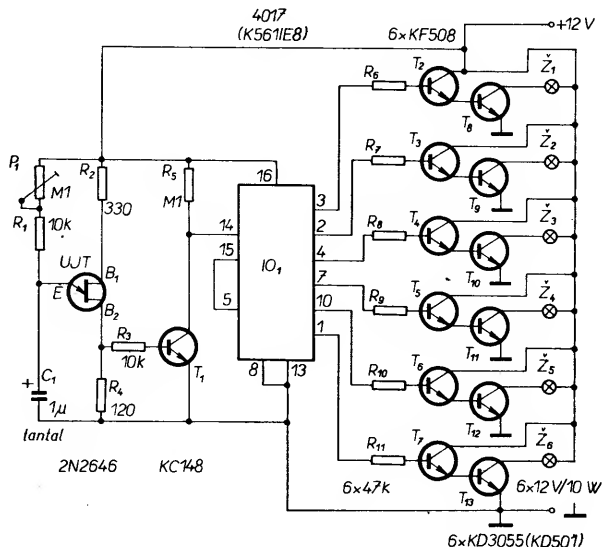 4017
(K561IE8)
6×KF508
+12 V
P₁
M1
R₁
10k
R₂
330
R₅
M1
UJT
E
B₁
B₂
R₃
10k
T₁
C₁
+
1μ
tantal
R₄
120
2N2646
KC148
16
14
15
5
IO₁
3
2
4
7
10
1
8
13
R₆
R₇
R₈
R₉
R₁₀
R₁₁
6×47k
T₂
T₈
Ž₁
T₃
T₉
Ž₂
T₄
T₁₀
Ž₃
T₅
T₁₁
Ž₄
T₆
T₁₂
Ž₅
T₇
T₁₃
Ž₆
6×12V/10 W
6×KD3055(KD501)